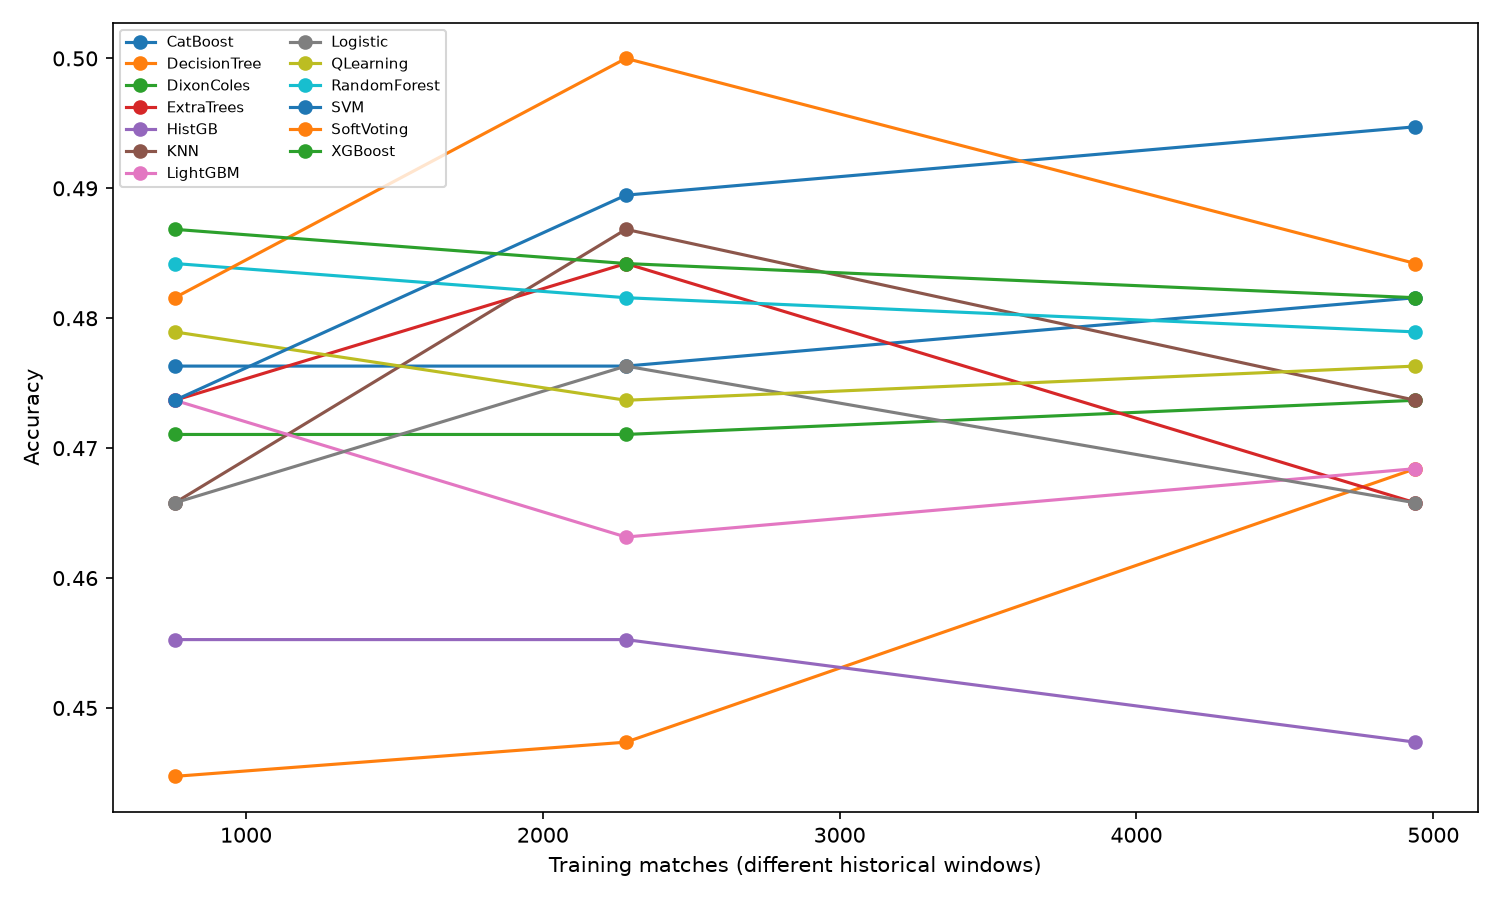 CatBoost
DecisionTree
DixonColes
ExtraTrees
HistGB
KNN
LightGBM
Logistic
QLearning
RandomForest
SVM
SoftVoting
XGBoost
0.50
0.49
0.48
0.47
0.46
0.45
Accuracy
1000 2000 3000 4000 5000
Training matches (different historical windows)